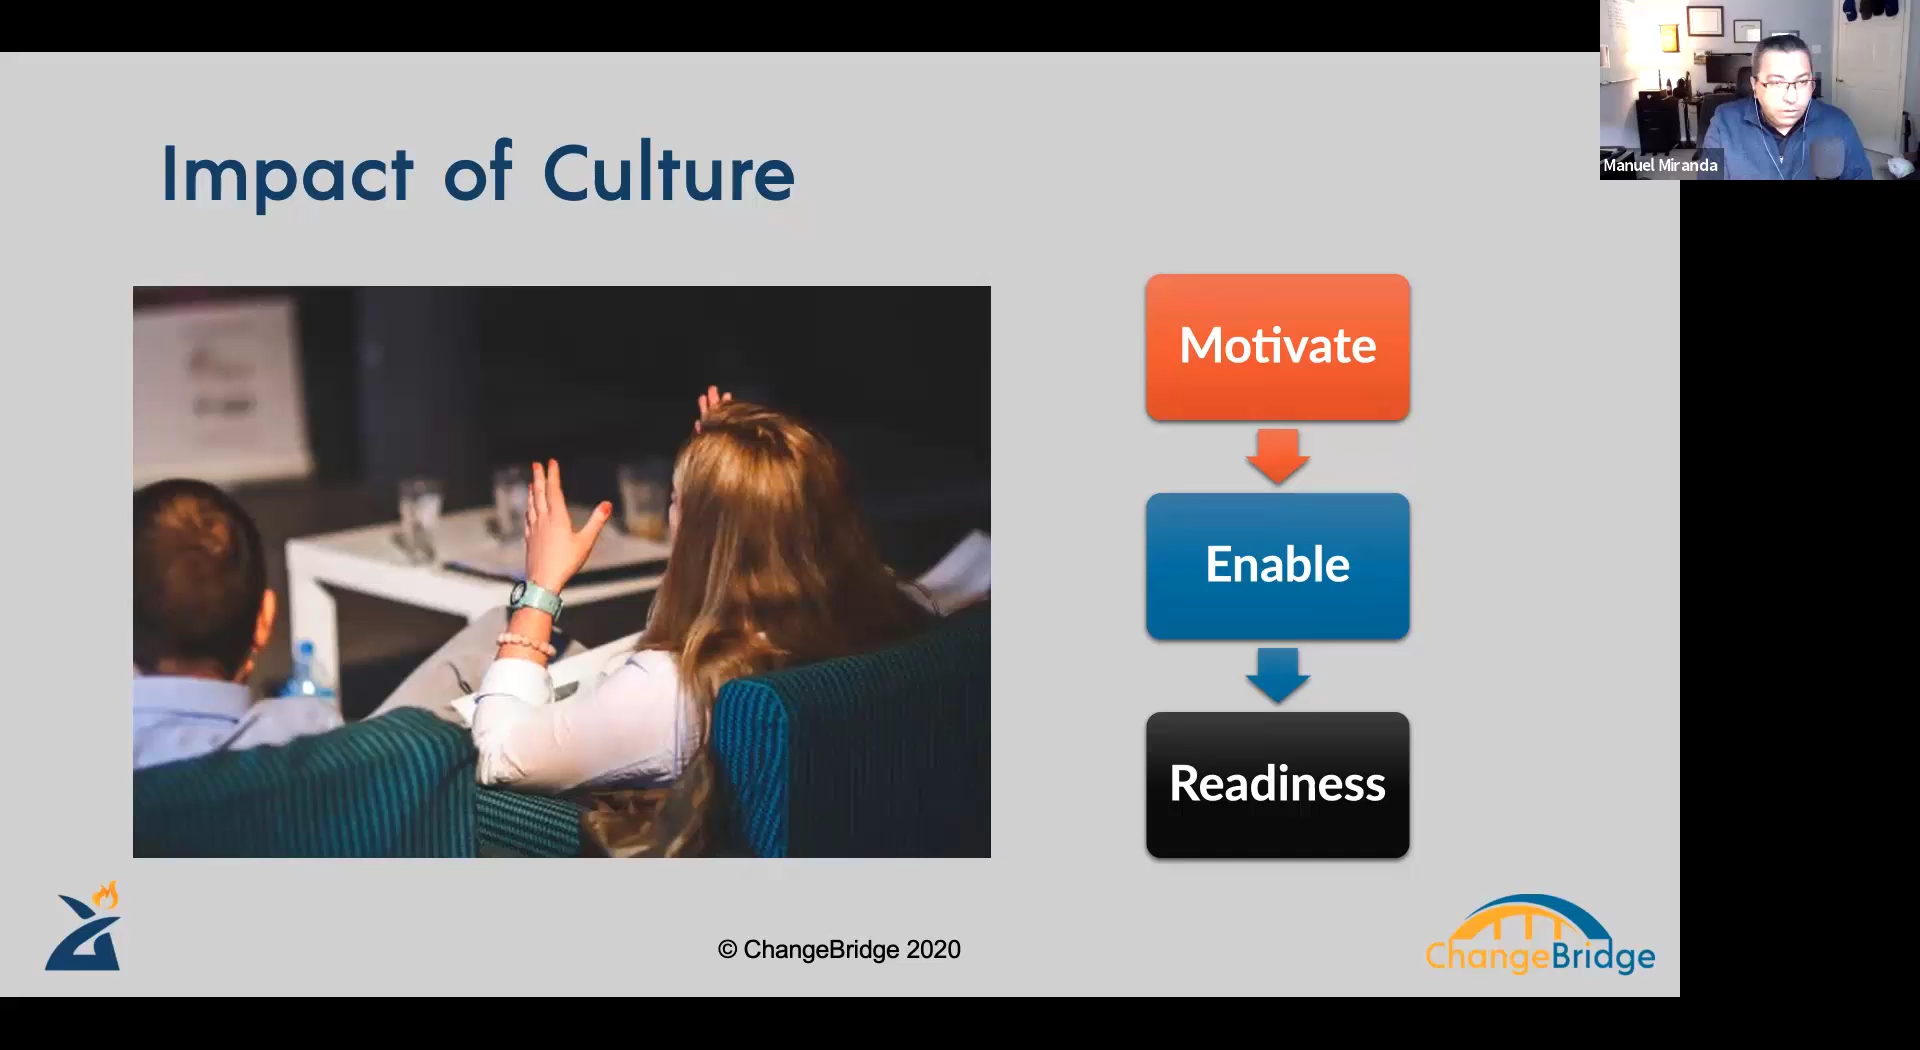 Impact of Culture
Manuel Miranda
Motivate
Enable
Readiness
© ChangeBridge 2020
ChangeBridge